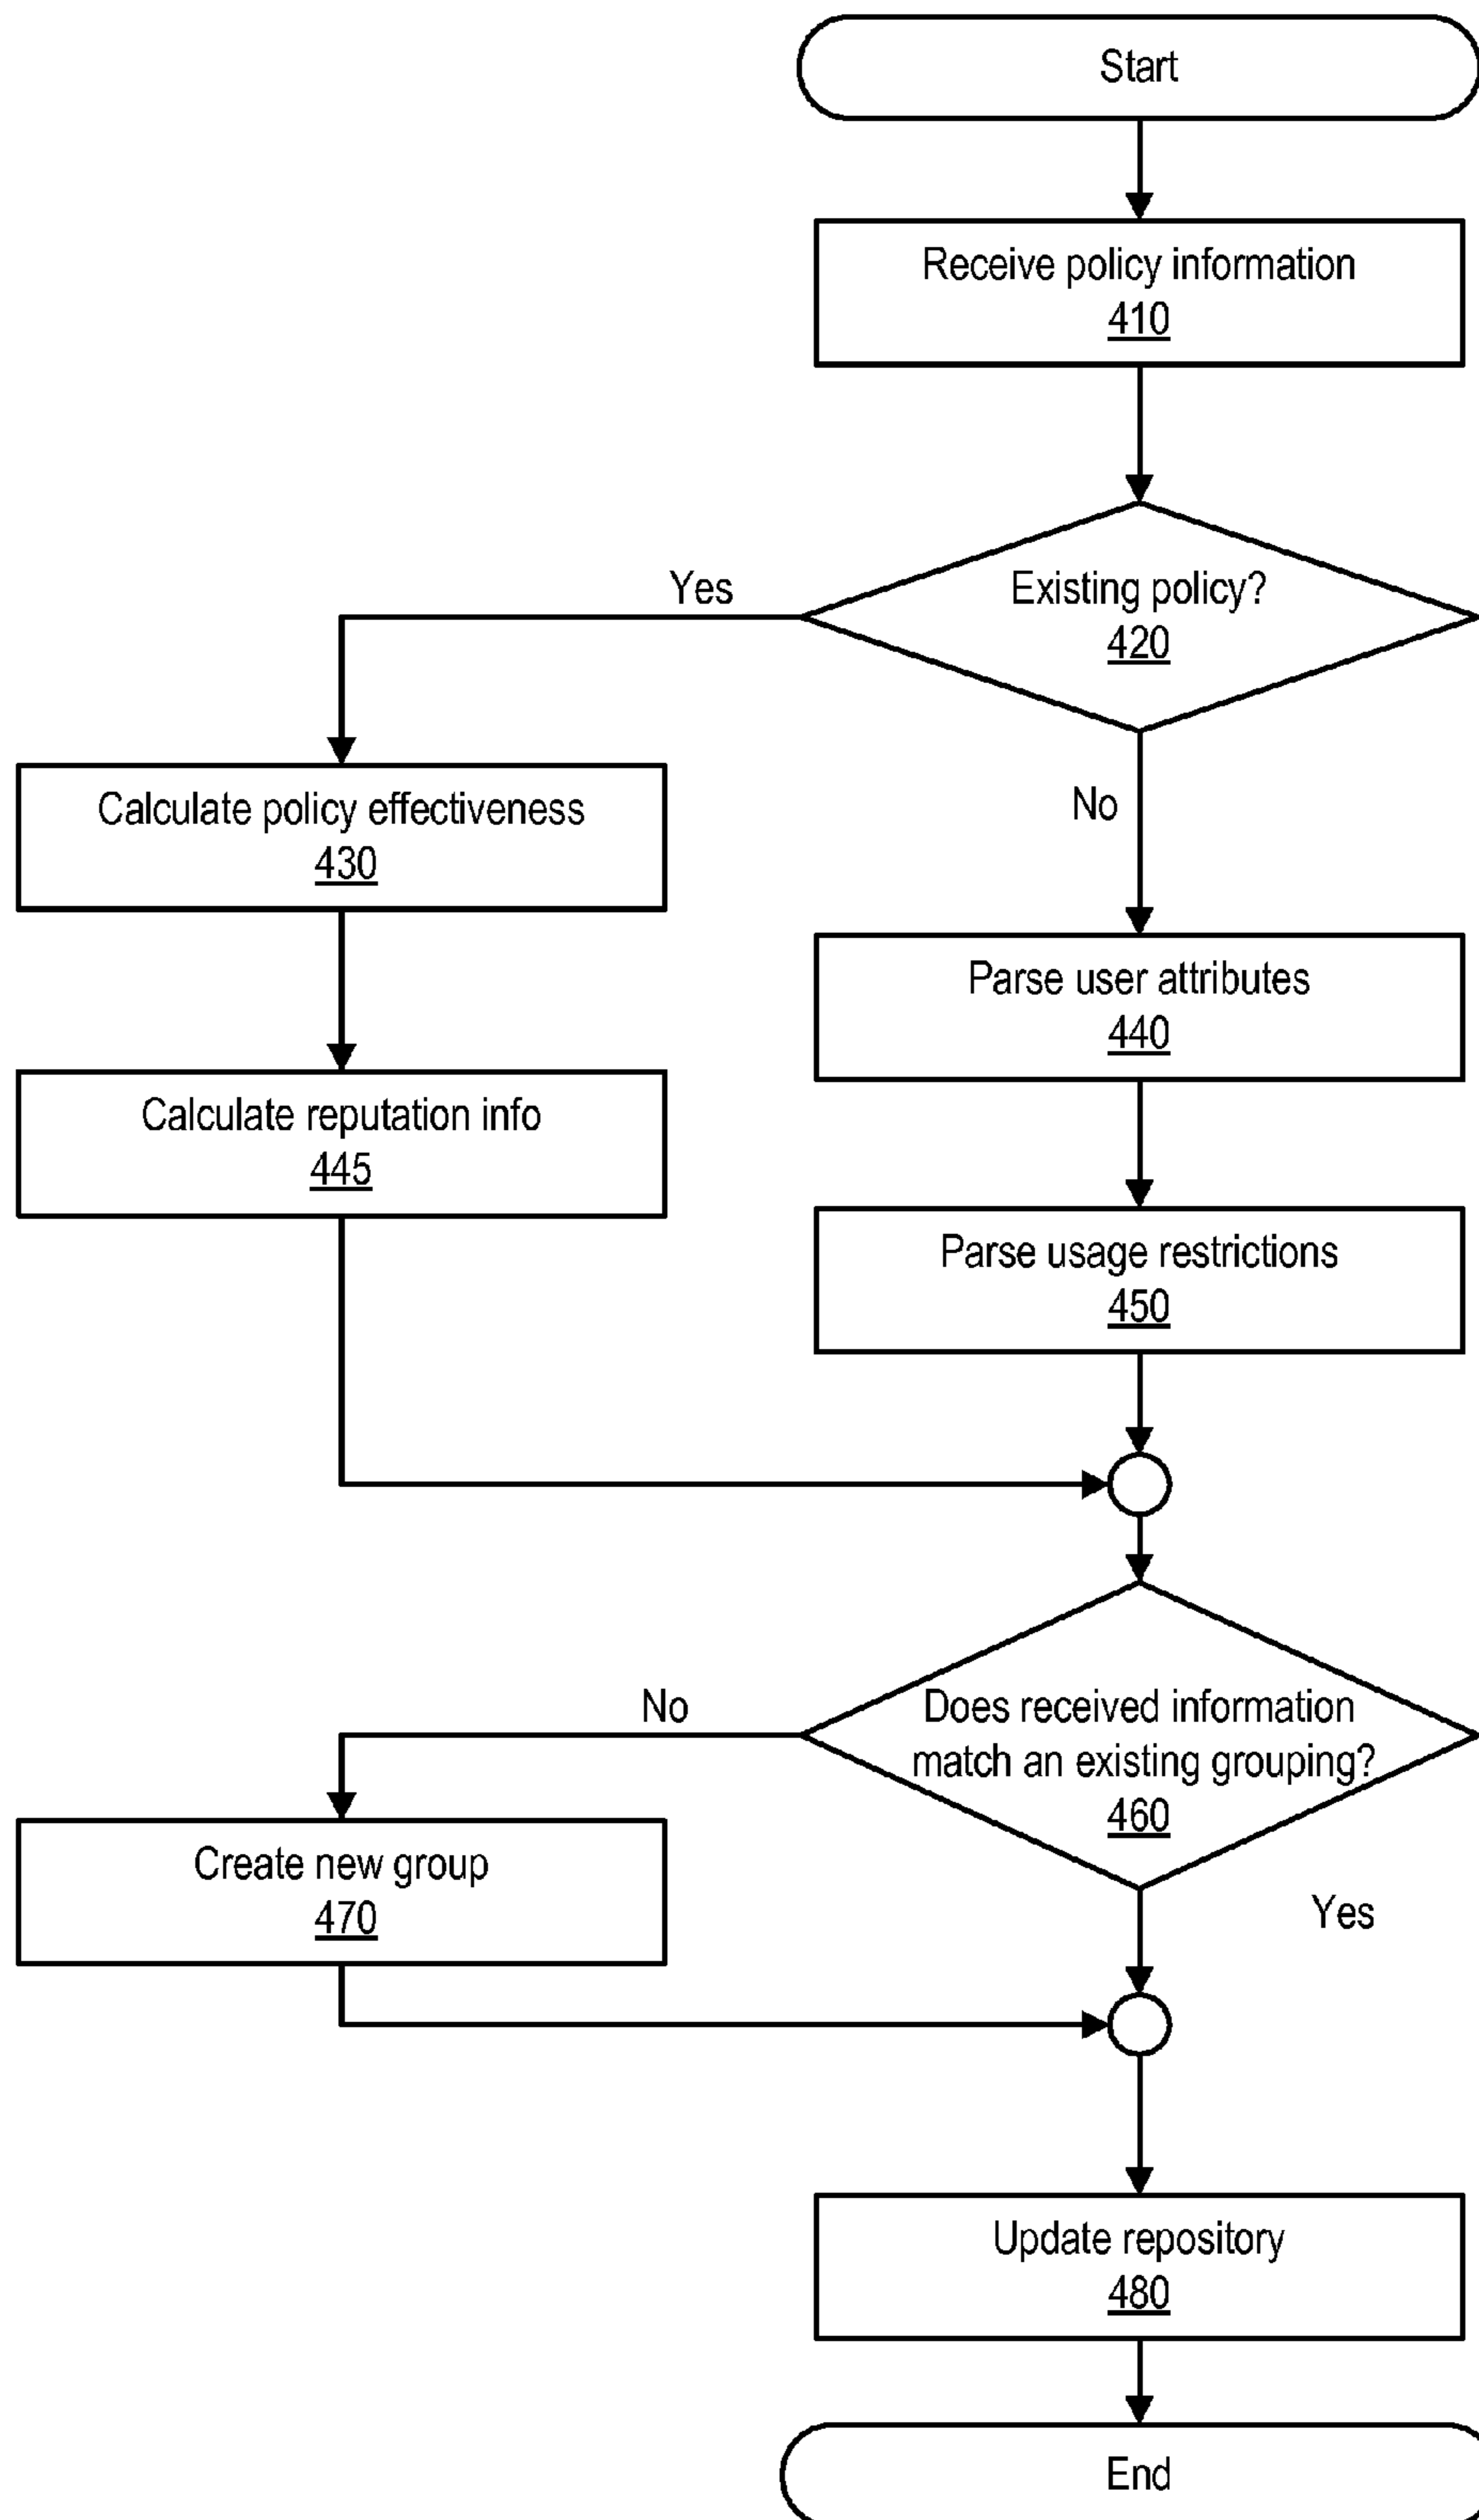 Start
Receive policy information
410
Existing policy?
420
Yes
No
Calculate policy effectiveness
430
Parse user attributes
440
Calculate reputation info
445
Parse usage restrictions
450
Does received information
match an existing grouping?
460
No
Yes
Create new group
470
Update repository
480
End